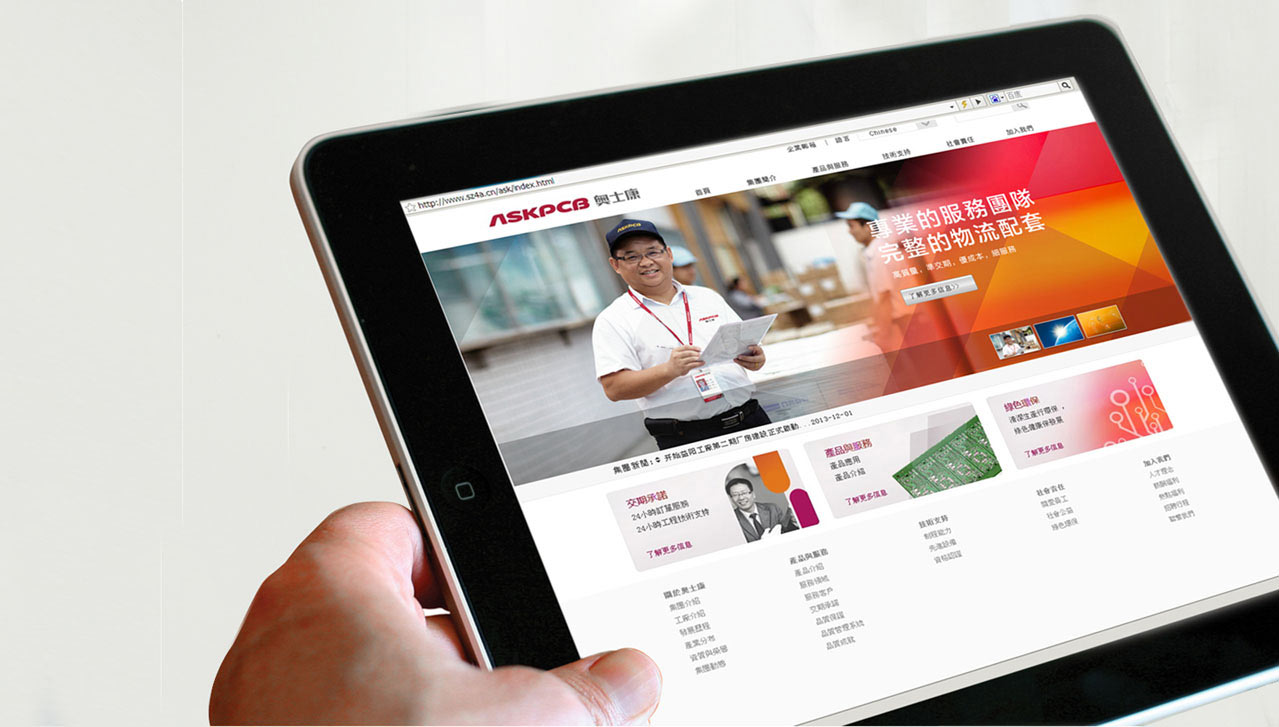 http://www.sz4a.cn/ask/index.html
百度
企業郵箱 | 語言 Chinese
ASKPCB 奧士康
首頁 集團簡介 產品與服務 技術支持 社會責任 加入我們
專業的服務團隊
完整的物流配套
高質量，準交期，優成本，細服務
了解更多信息>>
ASKPCB
ASKPCB
奧士康
集團新聞: 开始益阳工廠第二期厂房建設正式啟動...2013-12-01
交期承諾
24小時訂單服務
24小時工程技術支持
了解更多信息
產品與服務
產品應用
產品介紹
了解更多信息
綠色環保
清潔生産行環保，
綠色健康保發展
了解更多信息
關於奧士康
集團介紹
工廠介紹
發展歷程
產業分布
資質與榮譽
集團動態
產品與服務
產品介紹
服務領域
服務客戶
交期承諾
品質保證
品質管理系統
品質成就
技術支持
制程能力
先進設備
資格認證
社會責任
關愛員工
社會公益
綠色環保
加入我們
人才理念
薪酬福利
招聘行程
聯繫我們